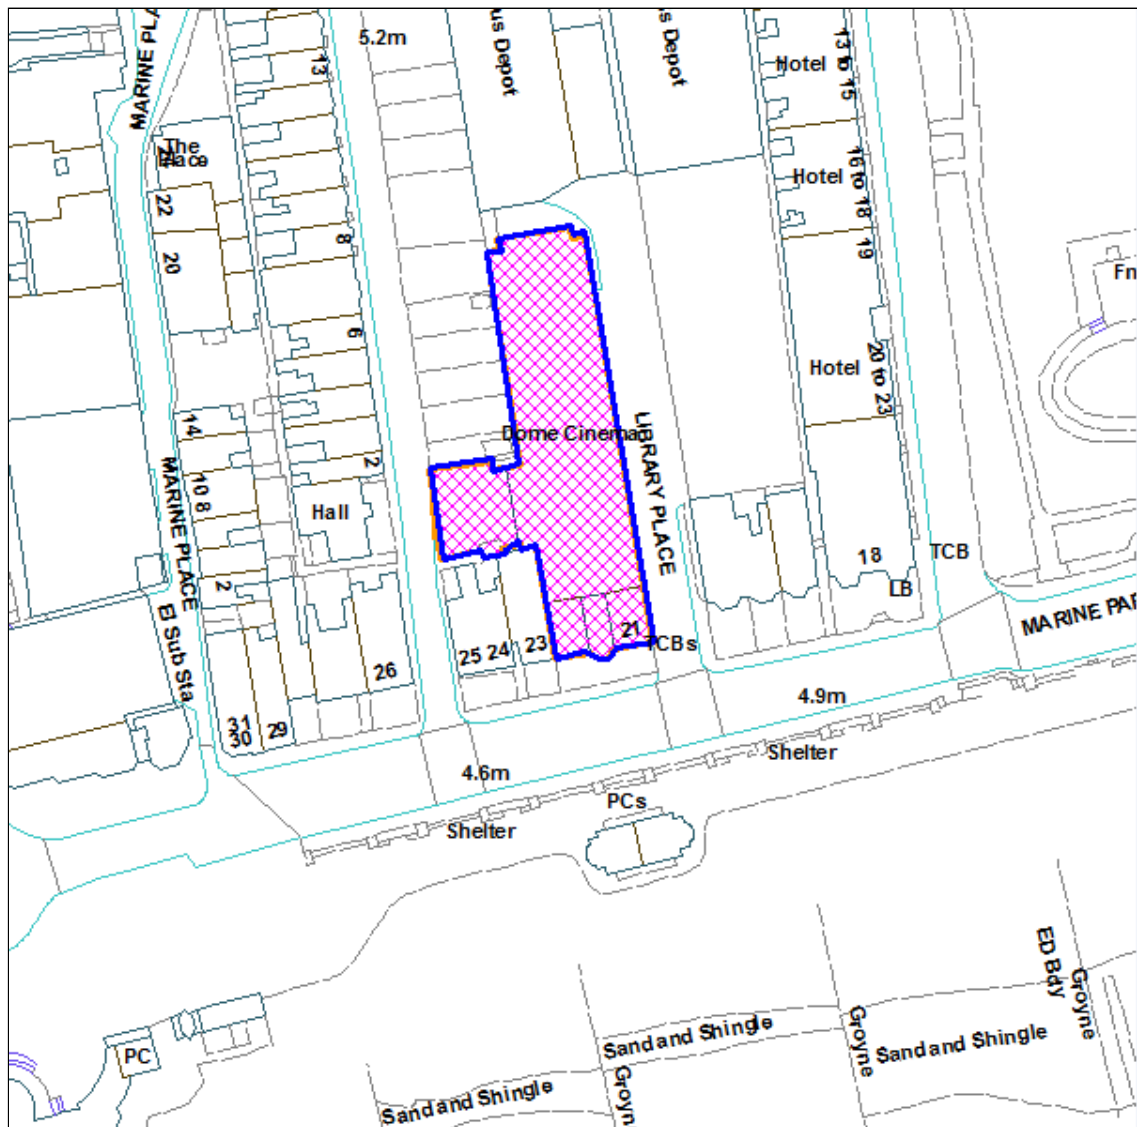 MARINE PLA
5.2m
us Depot
s Depot
13
Hotel
13 to 15
The
Place
22
20
8
Hotel
16 to 18
19
Fn
6
Hotel
20 to 23
Dome Cinema
LIBRARY PLACE
14
10
8
2
MARINE PLACE
2
Hall
18
TCB
LB
MARINE PAR
El Sub Sta
21
TCBs
23
24
25
26
31
30
29
4.9m
Shelter
4.6m
PCs
Shelter
ED Bdy
Groyne
Sand and Shingle
Groyne
Sand and Shingle
PC
Groyn
Sand and Shingle